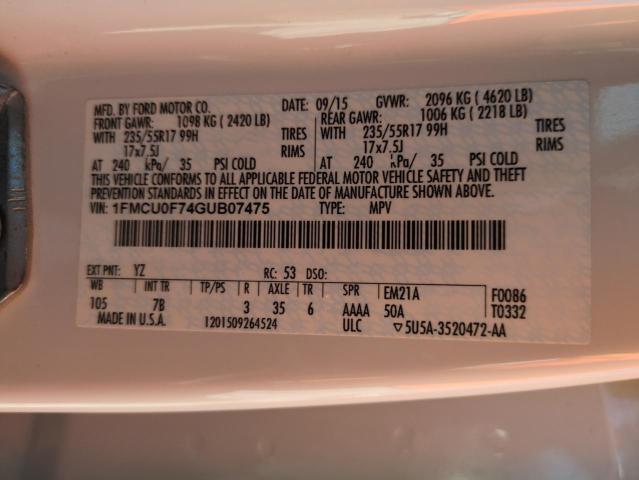 MFD. BY FORD MOTOR CO. DATE: 09/15 GVWR: 2096 KG ( 4620 LB)
FRONT GAWR: 1098 KG ( 2420 LB) REAR GAWR: 1006 KG ( 2218 LB)
WITH 235/55R17 99H TIRES WITH 235/55R17 99H TIRES
17x7.5J RIMS 17x7.5J RIMS
AT 240 kPa/ 35 PSI COLD AT 240 kPa/ 35 PSI COLD
THIS VEHICLE CONFORMS TO ALL APPLICABLE FEDERAL MOTOR VEHICLE SAFETY AND THEFT
PREVENTION STANDARDS IN EFFECT ON THE DATE OF MANUFACTURE SHOWN ABOVE.
VIN: 1FMCU0F74GUB07475 TYPE: MPV
EXT PNT: YZ RC: 53 DSO:
WB INT TR TP/PS R AXLE TR SPR EM21A F0086
105 7B 3 35 6 AAAA 50A T0332
MADE IN U.S.A. 1201509264524 ULC ▽5U5A-3520472-AA